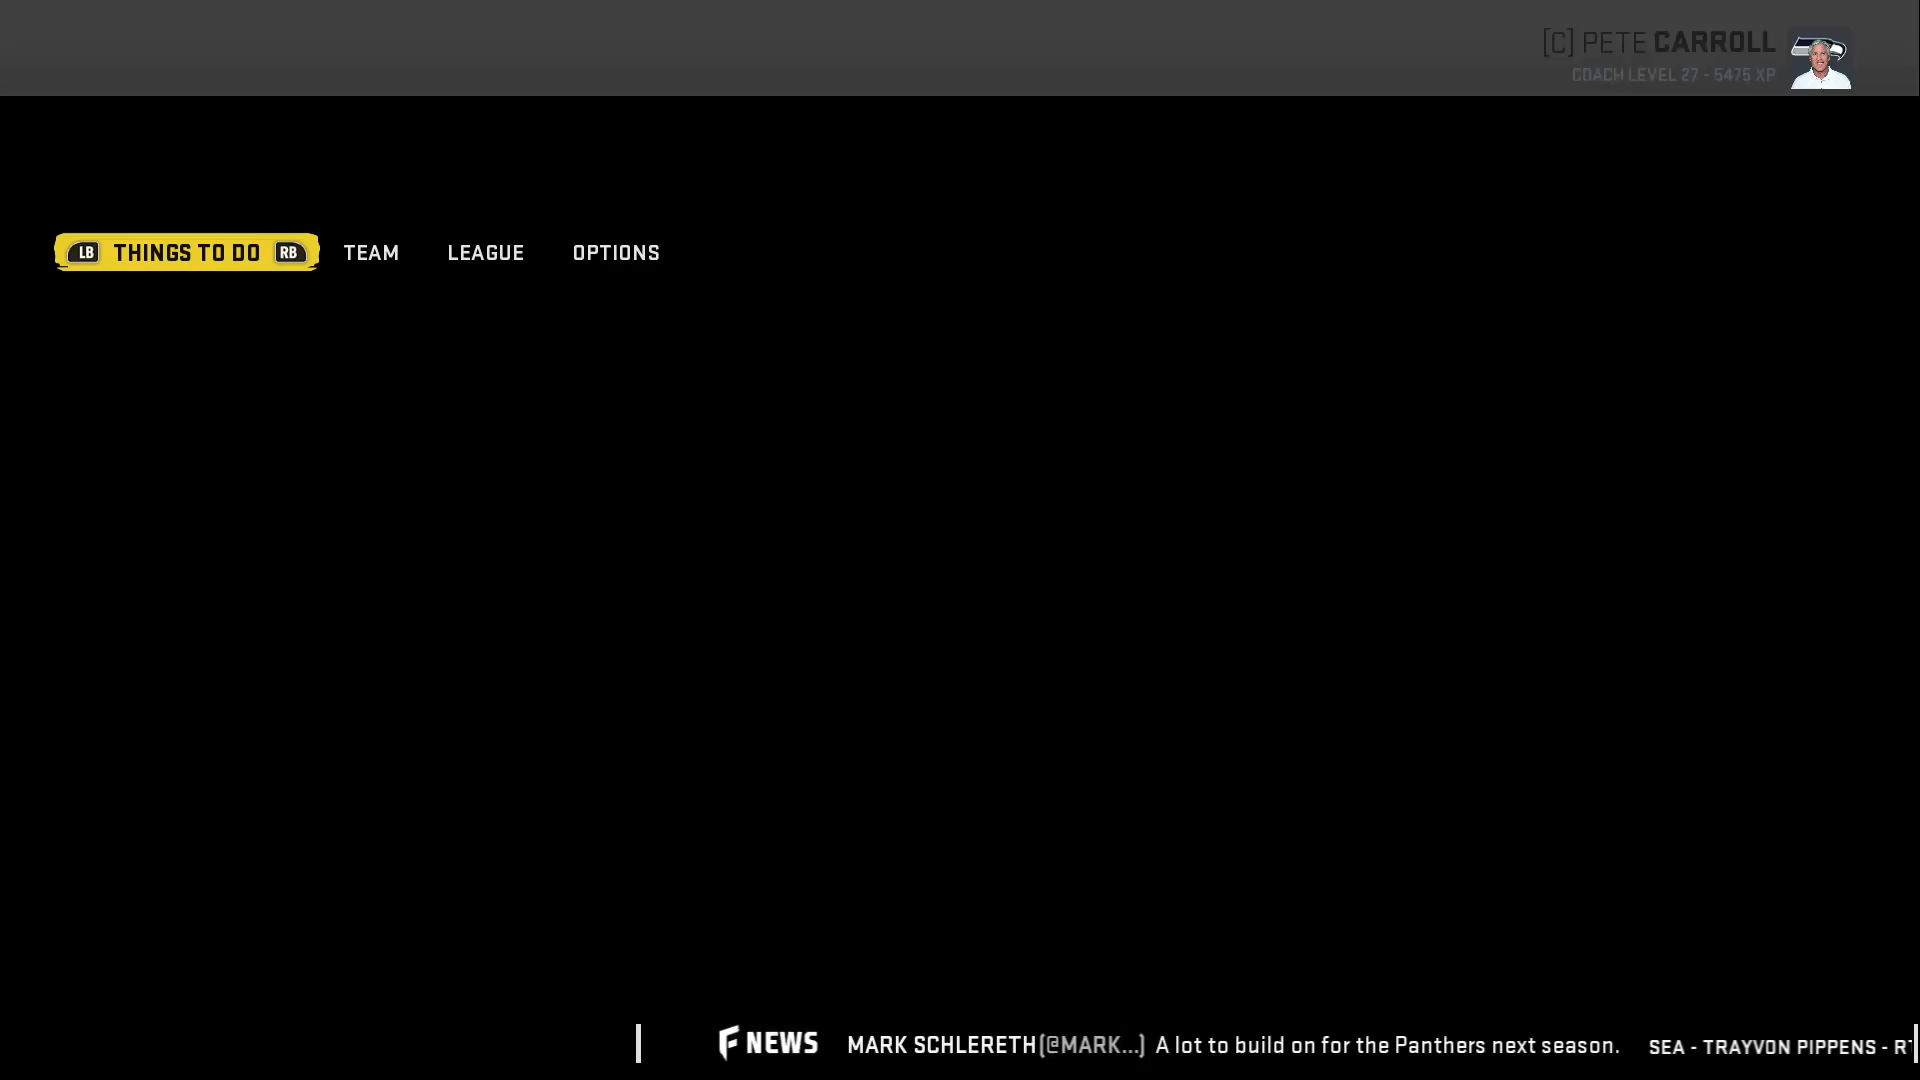 [C] PETE CARROLL
COACH LEVEL 27 - 5475 XP
LB THINGS TO DO RB TEAM LEAGUE OPTIONS
NEWS MARK SCHLERETH (@MARK...) A lot to build on for the Panthers next season. SEA - TRAYVON PIPPENS -